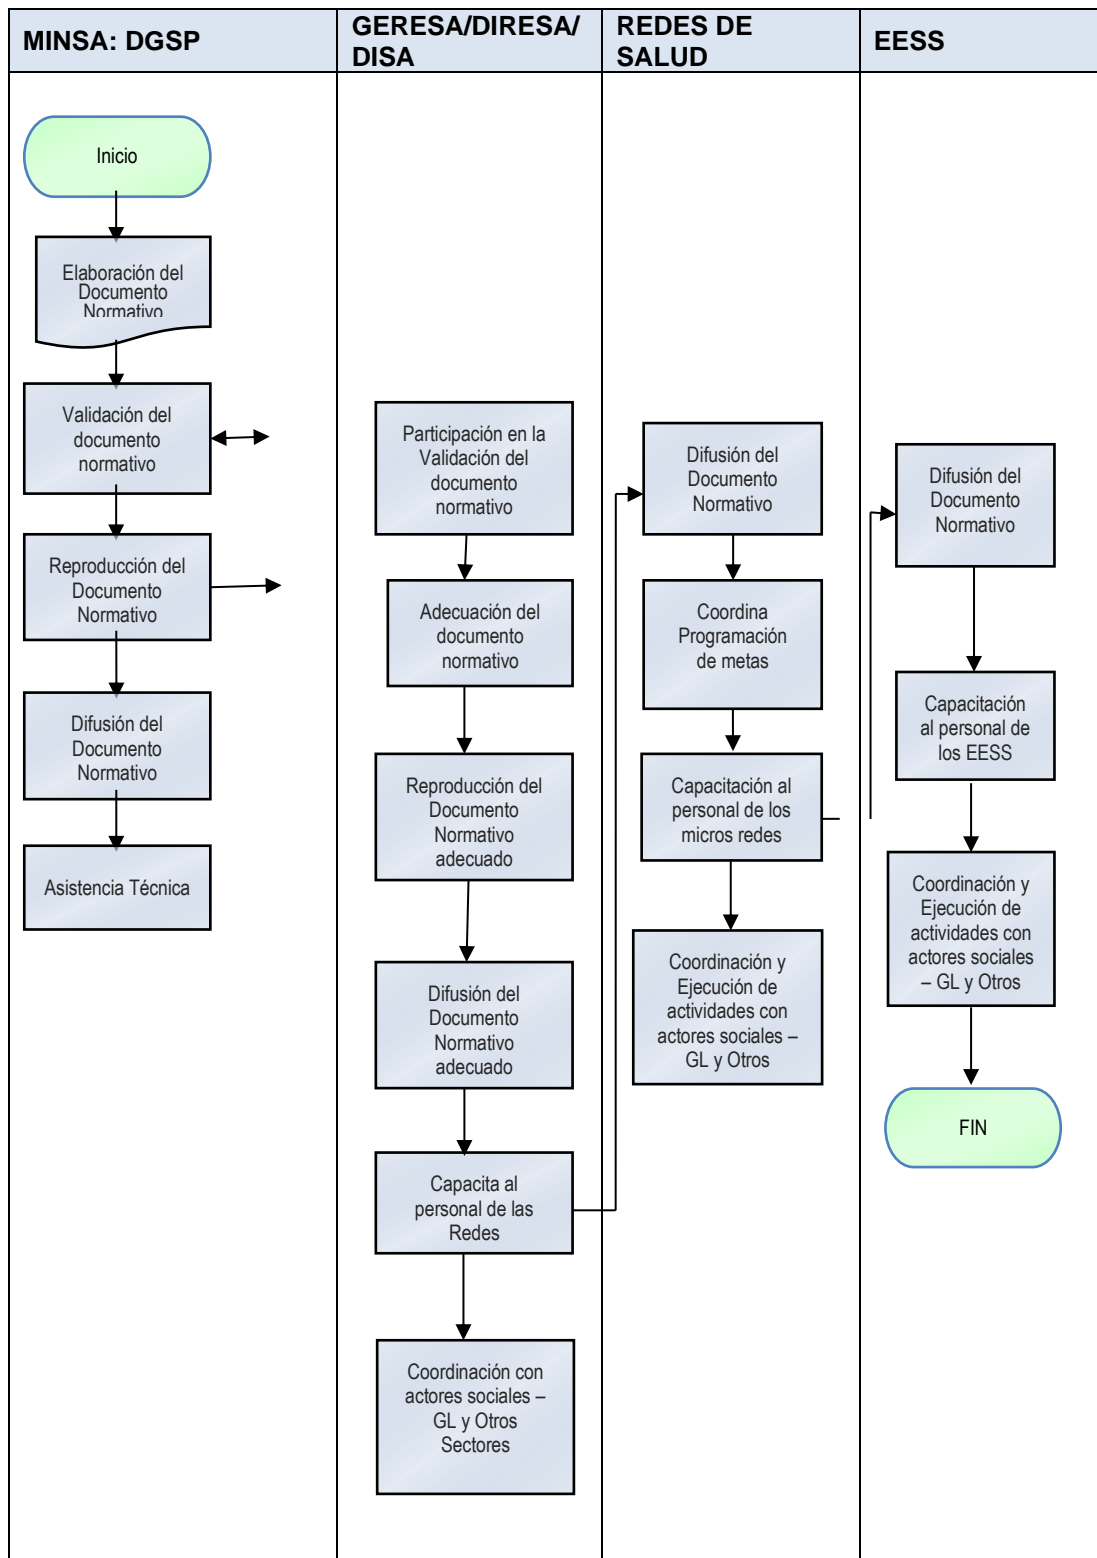 MINSA: DGSP
GERESA/DIRESA/
DISA
REDES DE
SALUD
EESS
Inicio
Elaboración del
Documento
Normativo
Validación del
documento
normativo
Reproducción del
Documento
Normativo
Difusión del
Documento
Normativo
Asistencia Técnica
Participación en la
Validación del
documento
normativo
Adecuación del
documento
normativo
Reproducción del
Documento
Normativo
adecuado
Difusión del
Documento
Normativo
adecuado
Capacita al
personal de las
Redes
Coordinación con
actores sociales –
GL y Otros
Sectores
Difusión del
Documento
Normativo
Coordina
Programación
de metas
Capacitación al
personal de los
micros redes
Coordinación y
Ejecución de
actividades con
actores sociales –
GL y Otros
Difusión del
Documento
Normativo
Capacitación
al personal de
los EESS
Coordinación y
Ejecución de
actividades con
actores sociales
– GL y Otros
FIN